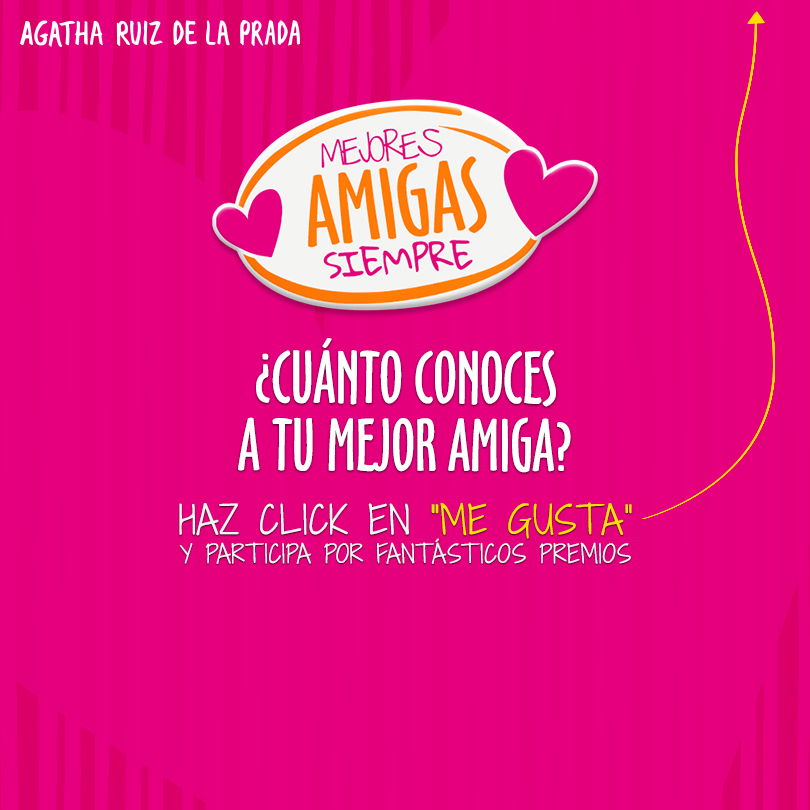 AGATHA RUIZ DE LA PRADA
MEJORES
AMIGAS
SIEMPRE
¿CUÁNTO CONOCES
A TU MEJOR AMIGA?
HAZ CLICK EN "ME GUSTA"
Y PARTICIPA POR FANTÁSTICOS PREMIOS